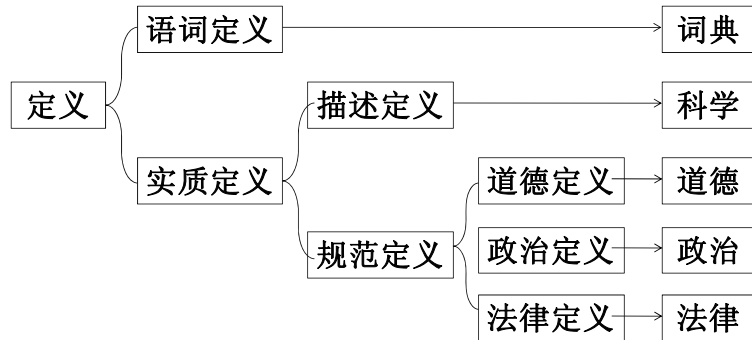 语词定义
词典
定义
描述定义
科学
实质定义
道德定义
道德
规范定义
政治定义
政治
法律定义
法律